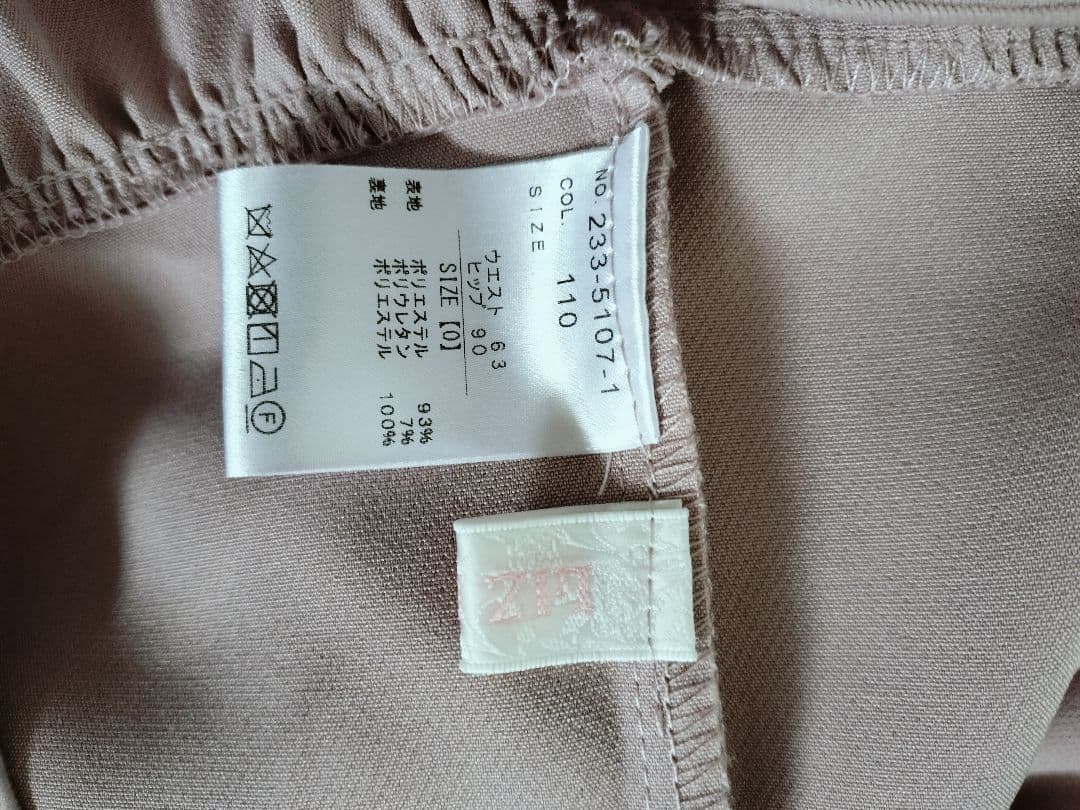 NO. 233-5107-1
COL. 110
SIZE
ウエスト 63
ヒップ 90
SIZE【0】
表地 ポリエステル 93%
ポリウレタン 7%
裏地 ポリエステル 100%
F